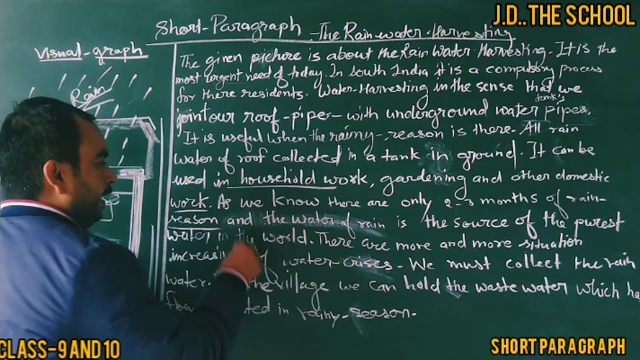 J.D..THE SCHOOL
Short-Paragraph - The Rain-water-Harvesting
Visual-graph
Rain
The given picture is about the Rain Water Harvesting. It is the
most urgent need of today. In South India it is a compulsory process
for there residents. Water-Harvesting in the sense that we
tank's
joint our roof-piper-with underground water pipes.
It is useful when the rainy-reason is there. All rain
water of roof collected in a tank in ground. It can be
used in household work, gardening and other domestic
work. As we know there are only 2-3 months of rain-
reason and the water of rain is the source of the purest
water in the world. There are more and more situation
increasing of water-crises. We must collect the rain
water. the village we can hold the waste water which has
in rainy-season.
CLASS-9 AND 10
SHORT PARAGRAPH